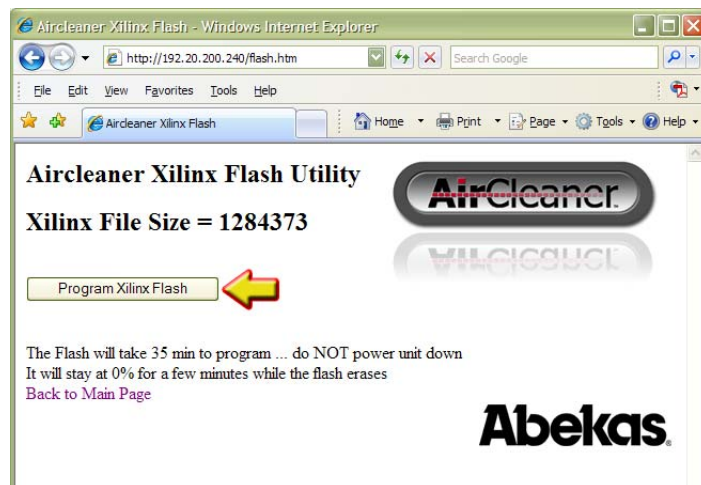 Aircleaner Xilinx Flash - Windows Internet Explorer
http://192.20.200.240/flash.htm
Search Google
File Edit View Favorites Tools Help
Aircleaner Xilinx Flash
Home Print Page Tools Help
Aircleaner Xilinx Flash Utility
AirCleaner.
Xilinx File Size = 1284373
Program Xilinx Flash
The Flash will take 35 min to program ... do NOT power unit down
It will stay at 0% for a few minutes while the flash erases
Back to Main Page
Abekas